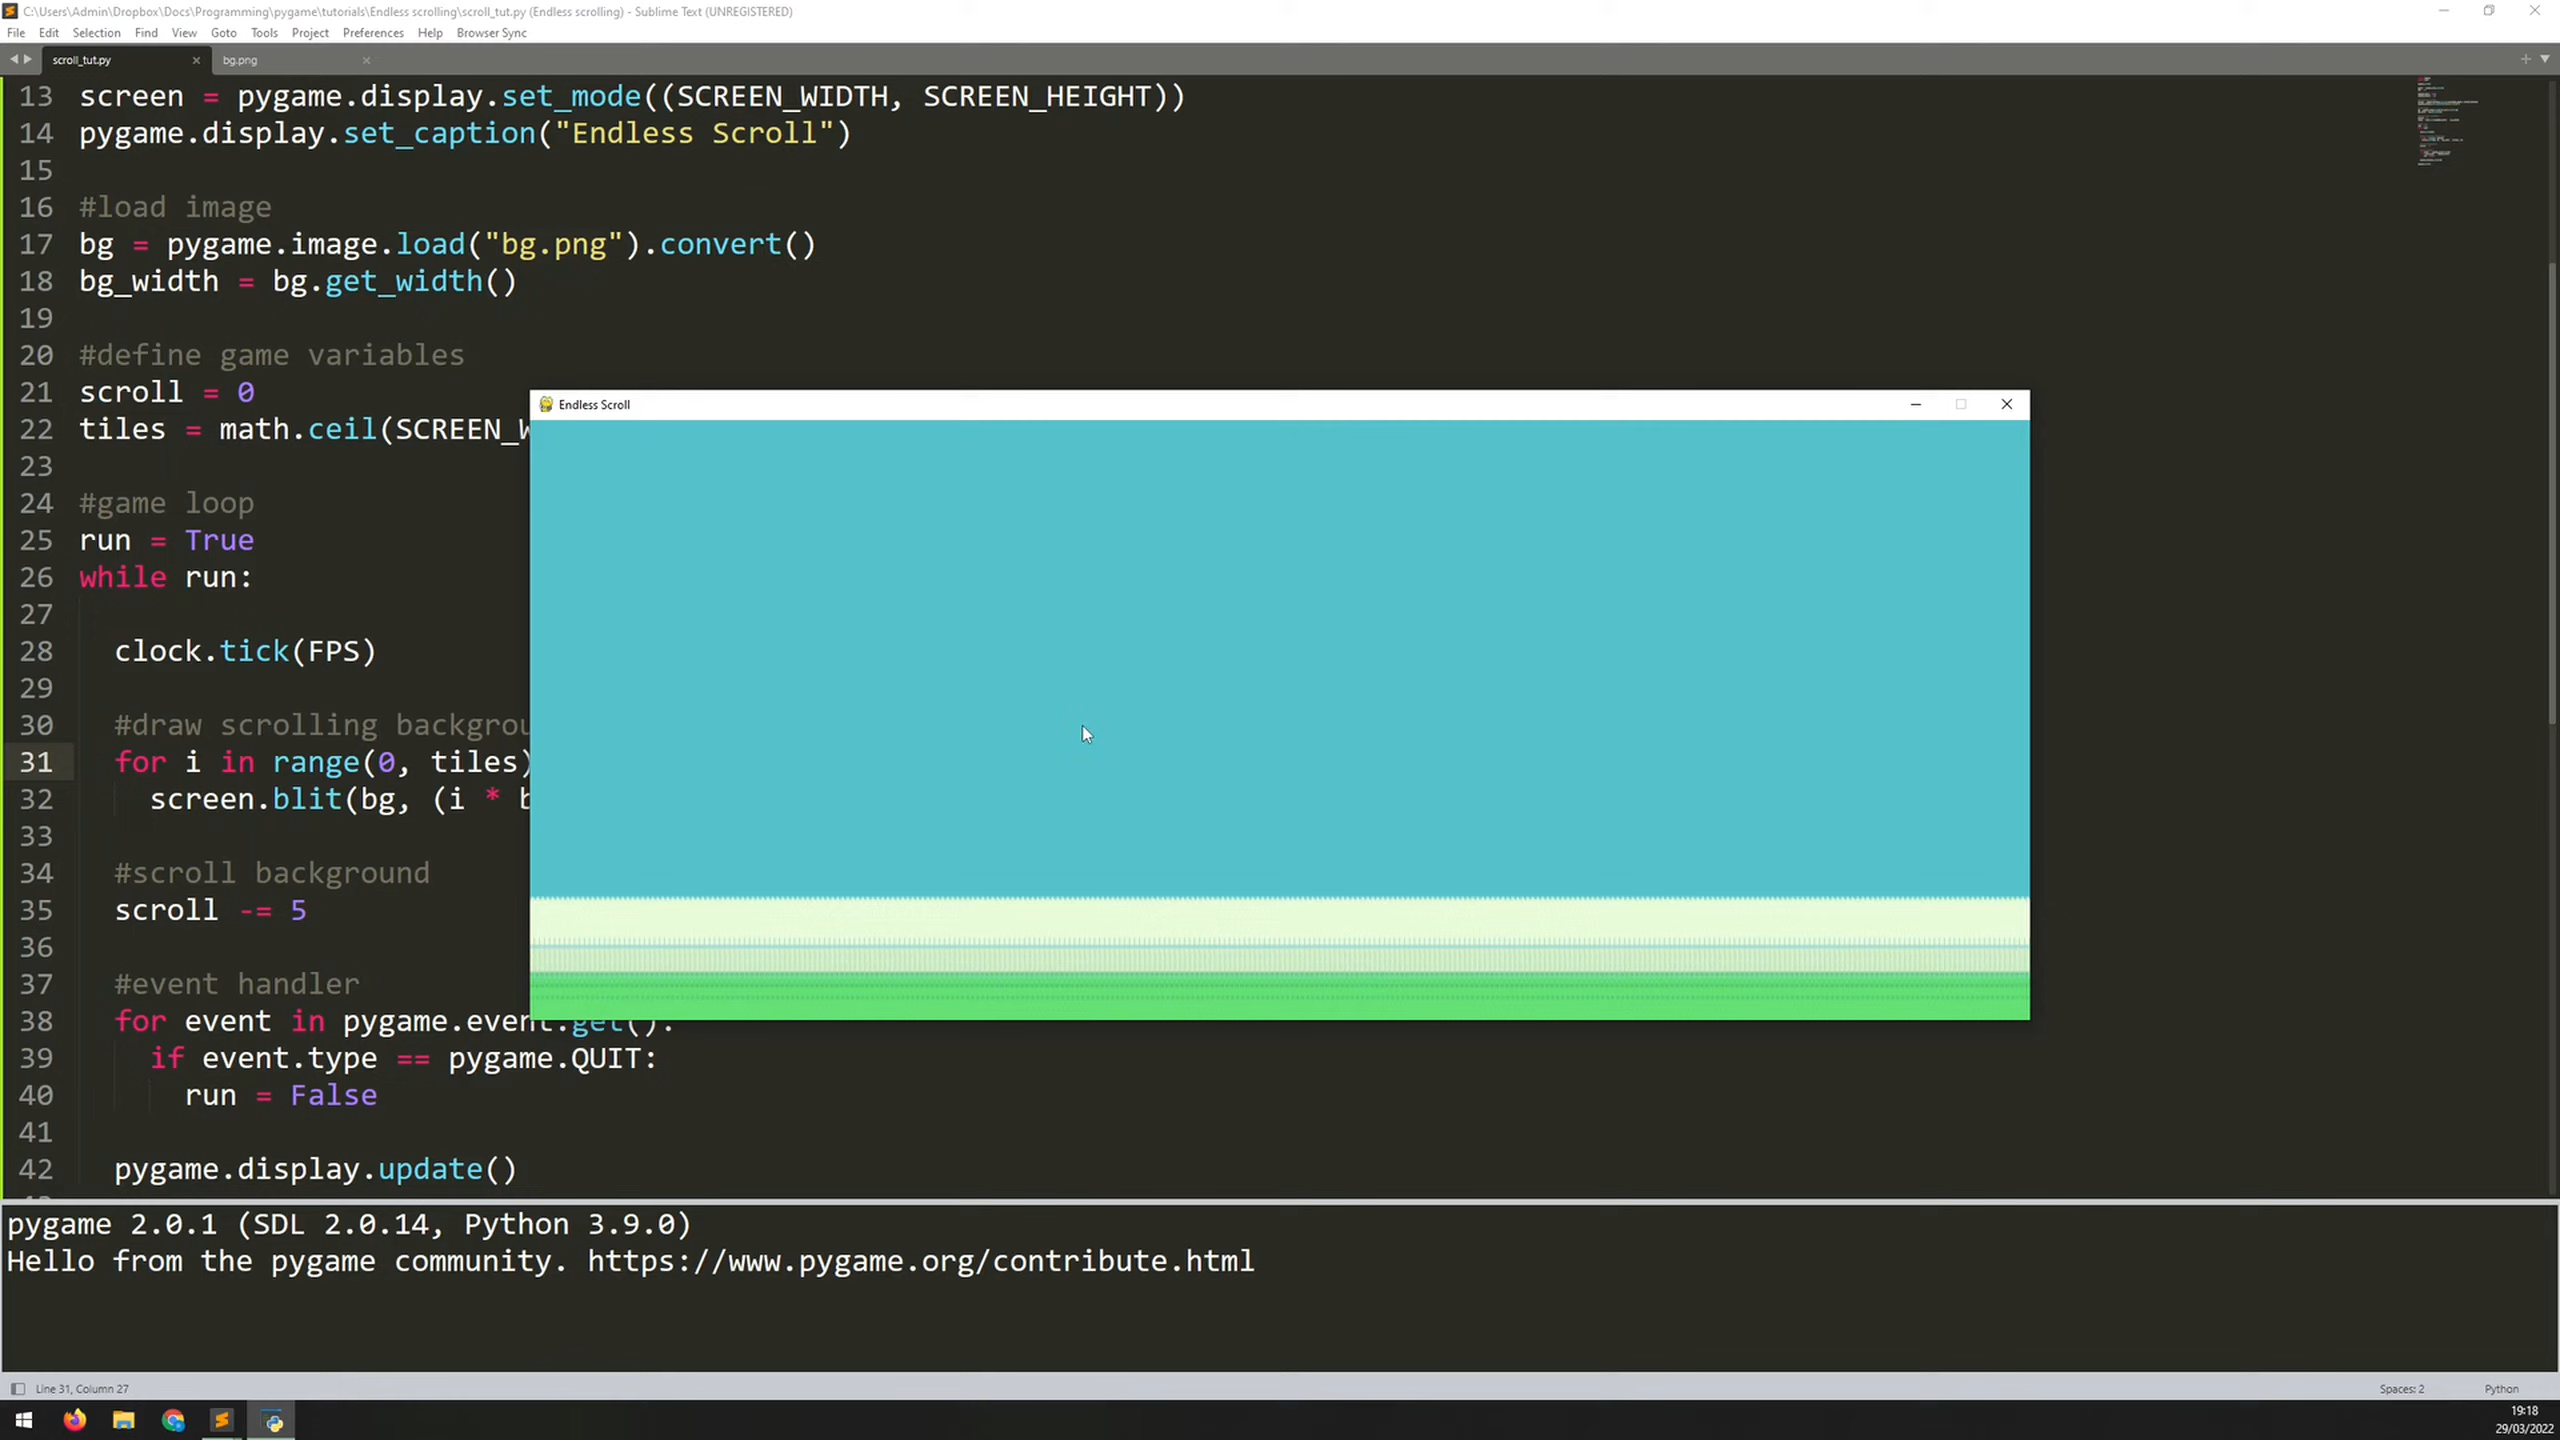 C:\Users\Admin\Dropbox\Docs\Programming\pygame\tutorials\Endless scrolling\scroll_tut.py (Endless scrolling) - Sublime Text (UNREGISTERED)
File Edit Selection Find View Goto Tools Project Preferences Help Browser Sync
scroll_tut.py × bg.png ×
13 screen = pygame.display.set_mode((SCREEN_WIDTH, SCREEN_HEIGHT))
14 pygame.display.set_caption("Endless Scroll")
15
16 #load image
17 bg = pygame.image.load("bg.png").convert()
18 bg_width = bg.get_width()
19
20 #define game variables
21 scroll = 0
Endless Scroll
22 tiles = math.ceil(SCREEN_W
23
24 #game loop
25 run = True
26 while run:
27
28 clock.tick(FPS)
29
30 #draw scrolling backgrou
31 for i in range(0, tiles)
32 screen.blit(bg, (i * b
33
34 #scroll background
35 scroll -= 5
36
37 #event handler
38 for event in pygame.event.get():
39 if event.type == pygame.QUIT:
40 run = False
41
42 pygame.display.update()
pygame 2.0.1 (SDL 2.0.14, Python 3.9.0)
Hello from the pygame community. https://www.pygame.org/contribute.html
Line 31, Column 27 Spaces: 2 Python
19:18
29/03/2022